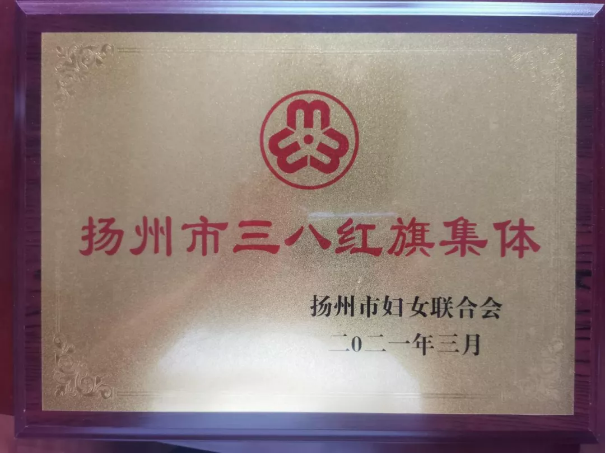 扬州市三八红旗集体
扬州市妇女联合会
二〇二一年三月